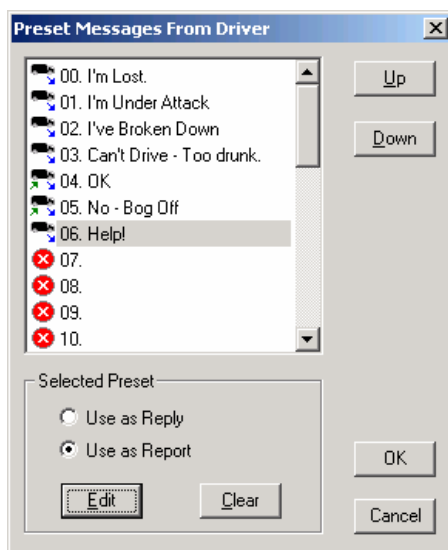 Preset Messages From Driver
00. I'm Lost.
01. I'm Under Attack
02. I've Broken Down
03. Can't Drive - Too drunk.
04. OK
05. No - Bog Off
06. Help!
07.
08.
09.
10.
Up
Down
Selected Preset
Use as Reply
Use as Report
Edit
Clear
OK
Cancel